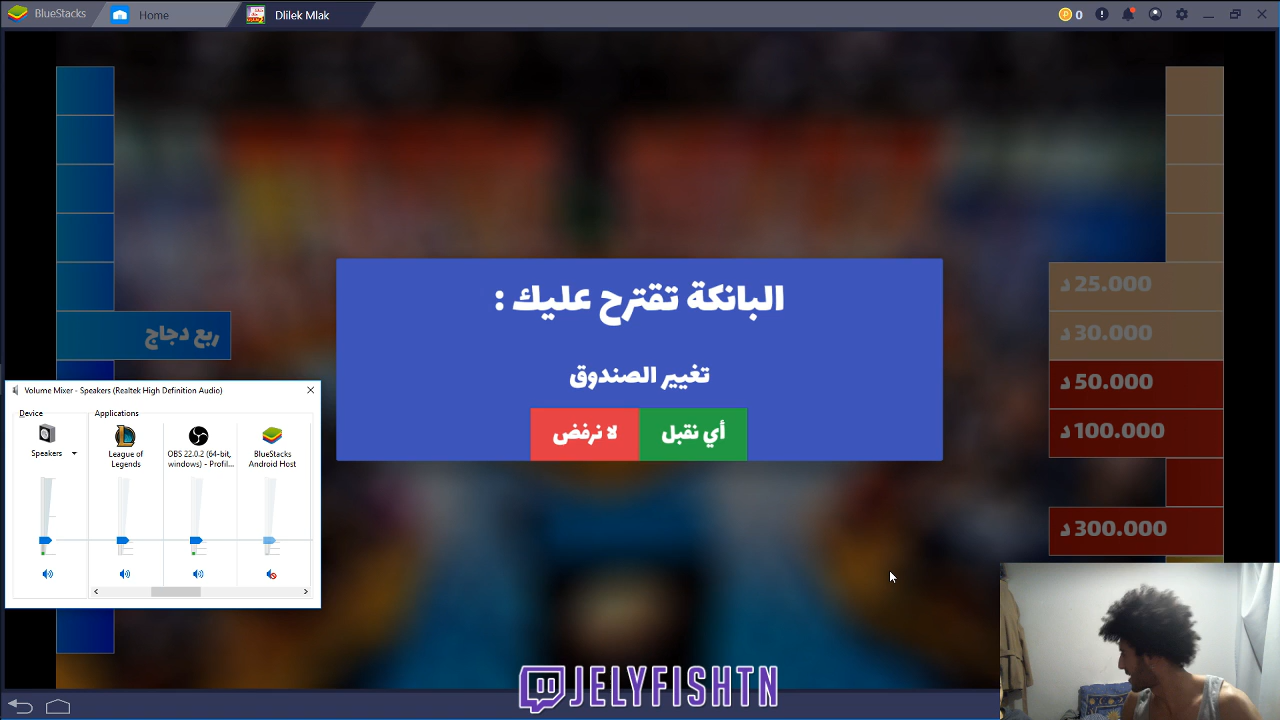 BlueStacks
Home
Dlilek Mlak
0
البانكة تقترح عليك :
تغيير الصندوق
أي نقبل
لا نرفض
ربع دجاج
25.000 د
30.000 د
50.000 د
100.000 د
300.000 د
Volume Mixer - Speakers (Realtek High Definition Audio)
Device
Applications
Speakers
League of
Legends
OBS 22.0.2 (64-bit,
windows) - Profil...
BlueStacks
Android Host
JELYFISHTN